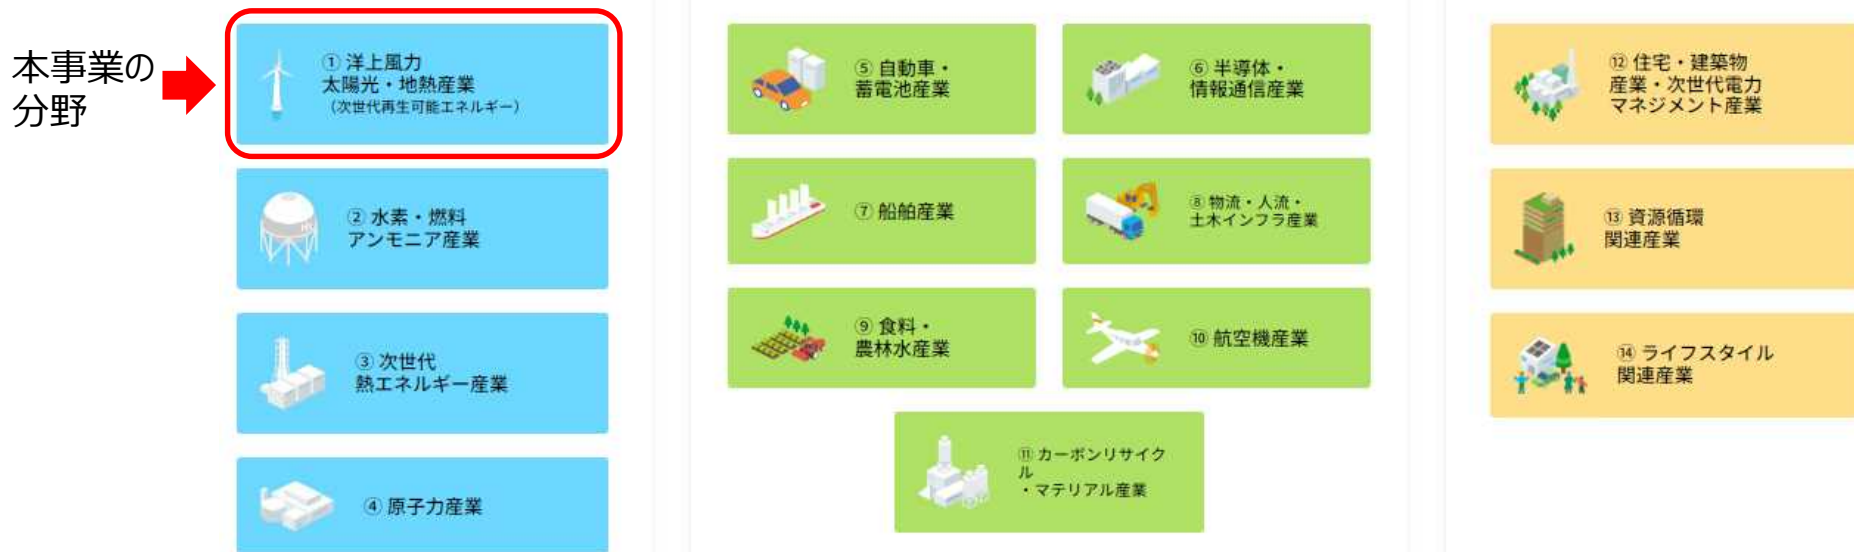 本事業の
分野
① 洋上風力
太陽光・地熱産業
（次世代再生可能エネルギー）
② 水素・燃料
アンモニア産業
③ 次世代
熱エネルギー産業
④ 原子力産業
⑤ 自動車・
蓄電池産業
⑥ 半導体・
情報通信産業
⑦ 船舶産業
⑧ 物流・人流・
土木インフラ産業
⑨ 食料・
農林水産業
⑩ 航空機産業
⑪ カーボンリサイク
ル
・マテリアル産業
⑫ 住宅・建築物
産業・次世代電力
マネジメント産業
⑬ 資源循環
関連産業
⑭ ライフスタイル
関連産業